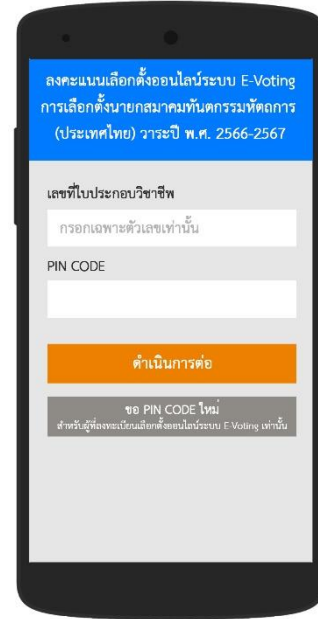 ลงคะแนนเลือกตั้งออนไลน์ระบบ E-Voting
การเลือกตั้งนายกสมาคมทันตกรรมหัตถการ
(ประเทศไทย) วาระปี พ.ศ. 2566-2567
เลขที่ใบประกอบวิชาชีพ
กรอกเฉพาะตัวเลขเท่านั้น
PIN CODE
ดำเนินการต่อ
ขอ PIN CODE ใหม่
สำหรับผู้ที่ลงทะเบียนเลือกตั้งออนไลน์ระบบ E-Voting เท่านั้น